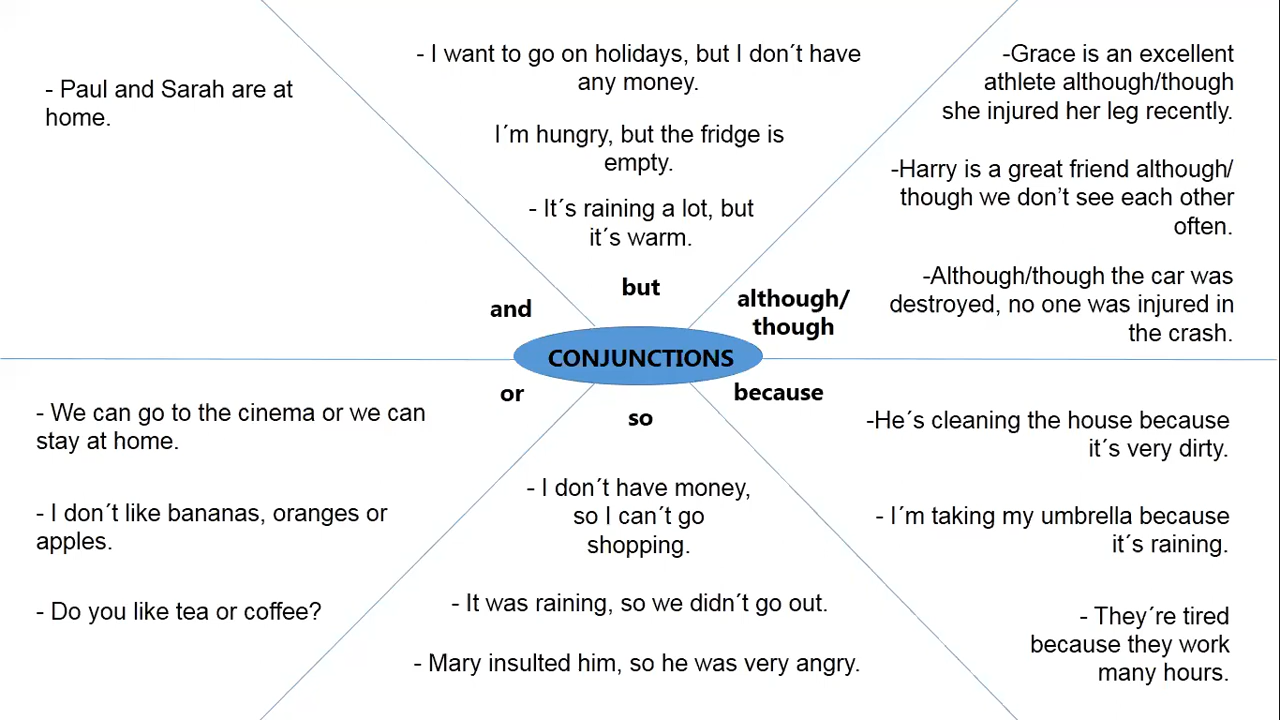 - Paul and Sarah are at
home.
- I want to go on holidays, but I don´t have
any money.
I´m hungry, but the fridge is
empty.
- It´s raining a lot, but
it´s warm.
-Grace is an excellent
athlete although/though
she injured her leg recently.
-Harry is a great friend although/
though we don’t see each other
often.
-Although/though the car was
destroyed, no one was injured in
the crash.
and
but
although/
though
CONJUNCTIONS
or
so
because
- We can go to the cinema or we can
stay at home.
- I don´t like bananas, oranges or
apples.
- Do you like tea or coffee?
- I don´t have money,
so I can´t go
shopping.
- It was raining, so we didn´t go out.
- Mary insulted him, so he was very angry.
-He´s cleaning the house because
it´s very dirty.
- I´m taking my umbrella because
it´s raining.
- They´re tired
because they work
many hours.